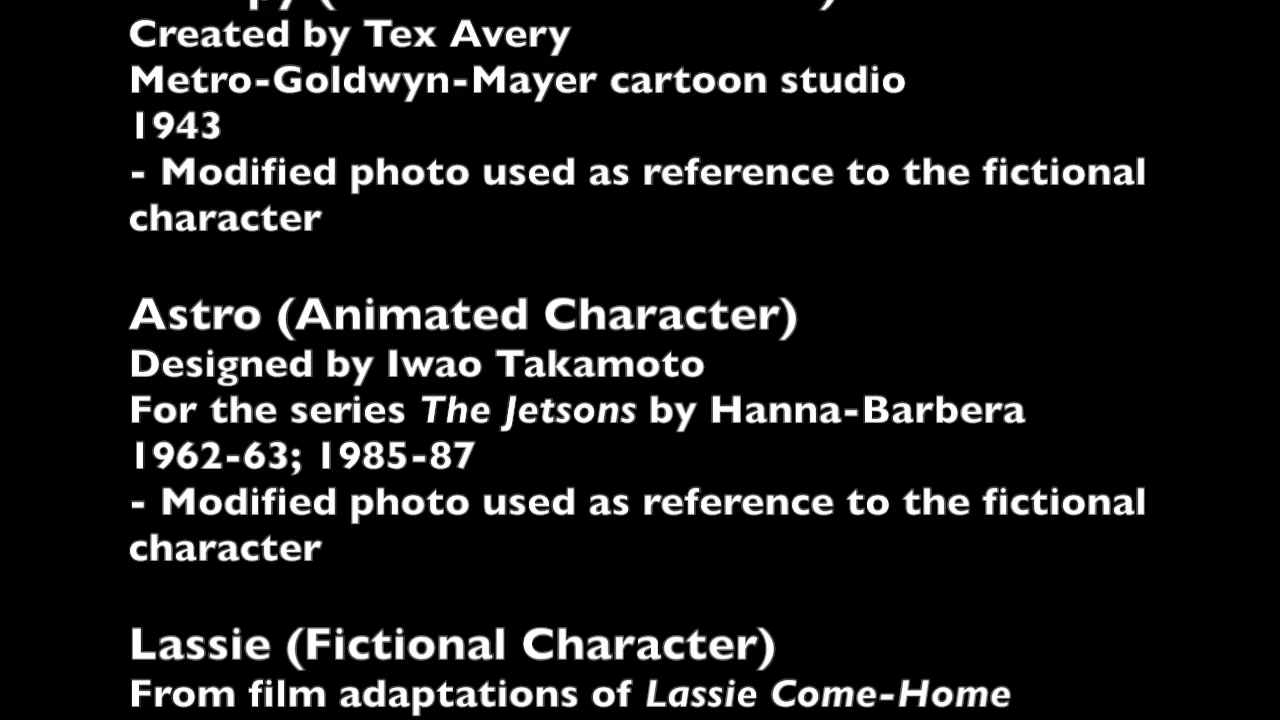 Created by Tex Avery
Metro-Goldwyn-Mayer cartoon studio
1943
- Modified photo used as reference to the fictional
character
Astro (Animated Character)
Designed by Iwao Takamoto
For the series The Jetsons by Hanna-Barbera
1962-63; 1985-87
- Modified photo used as reference to the fictional
character
Lassie (Fictional Character)
From film adaptations of Lassie Come-Home